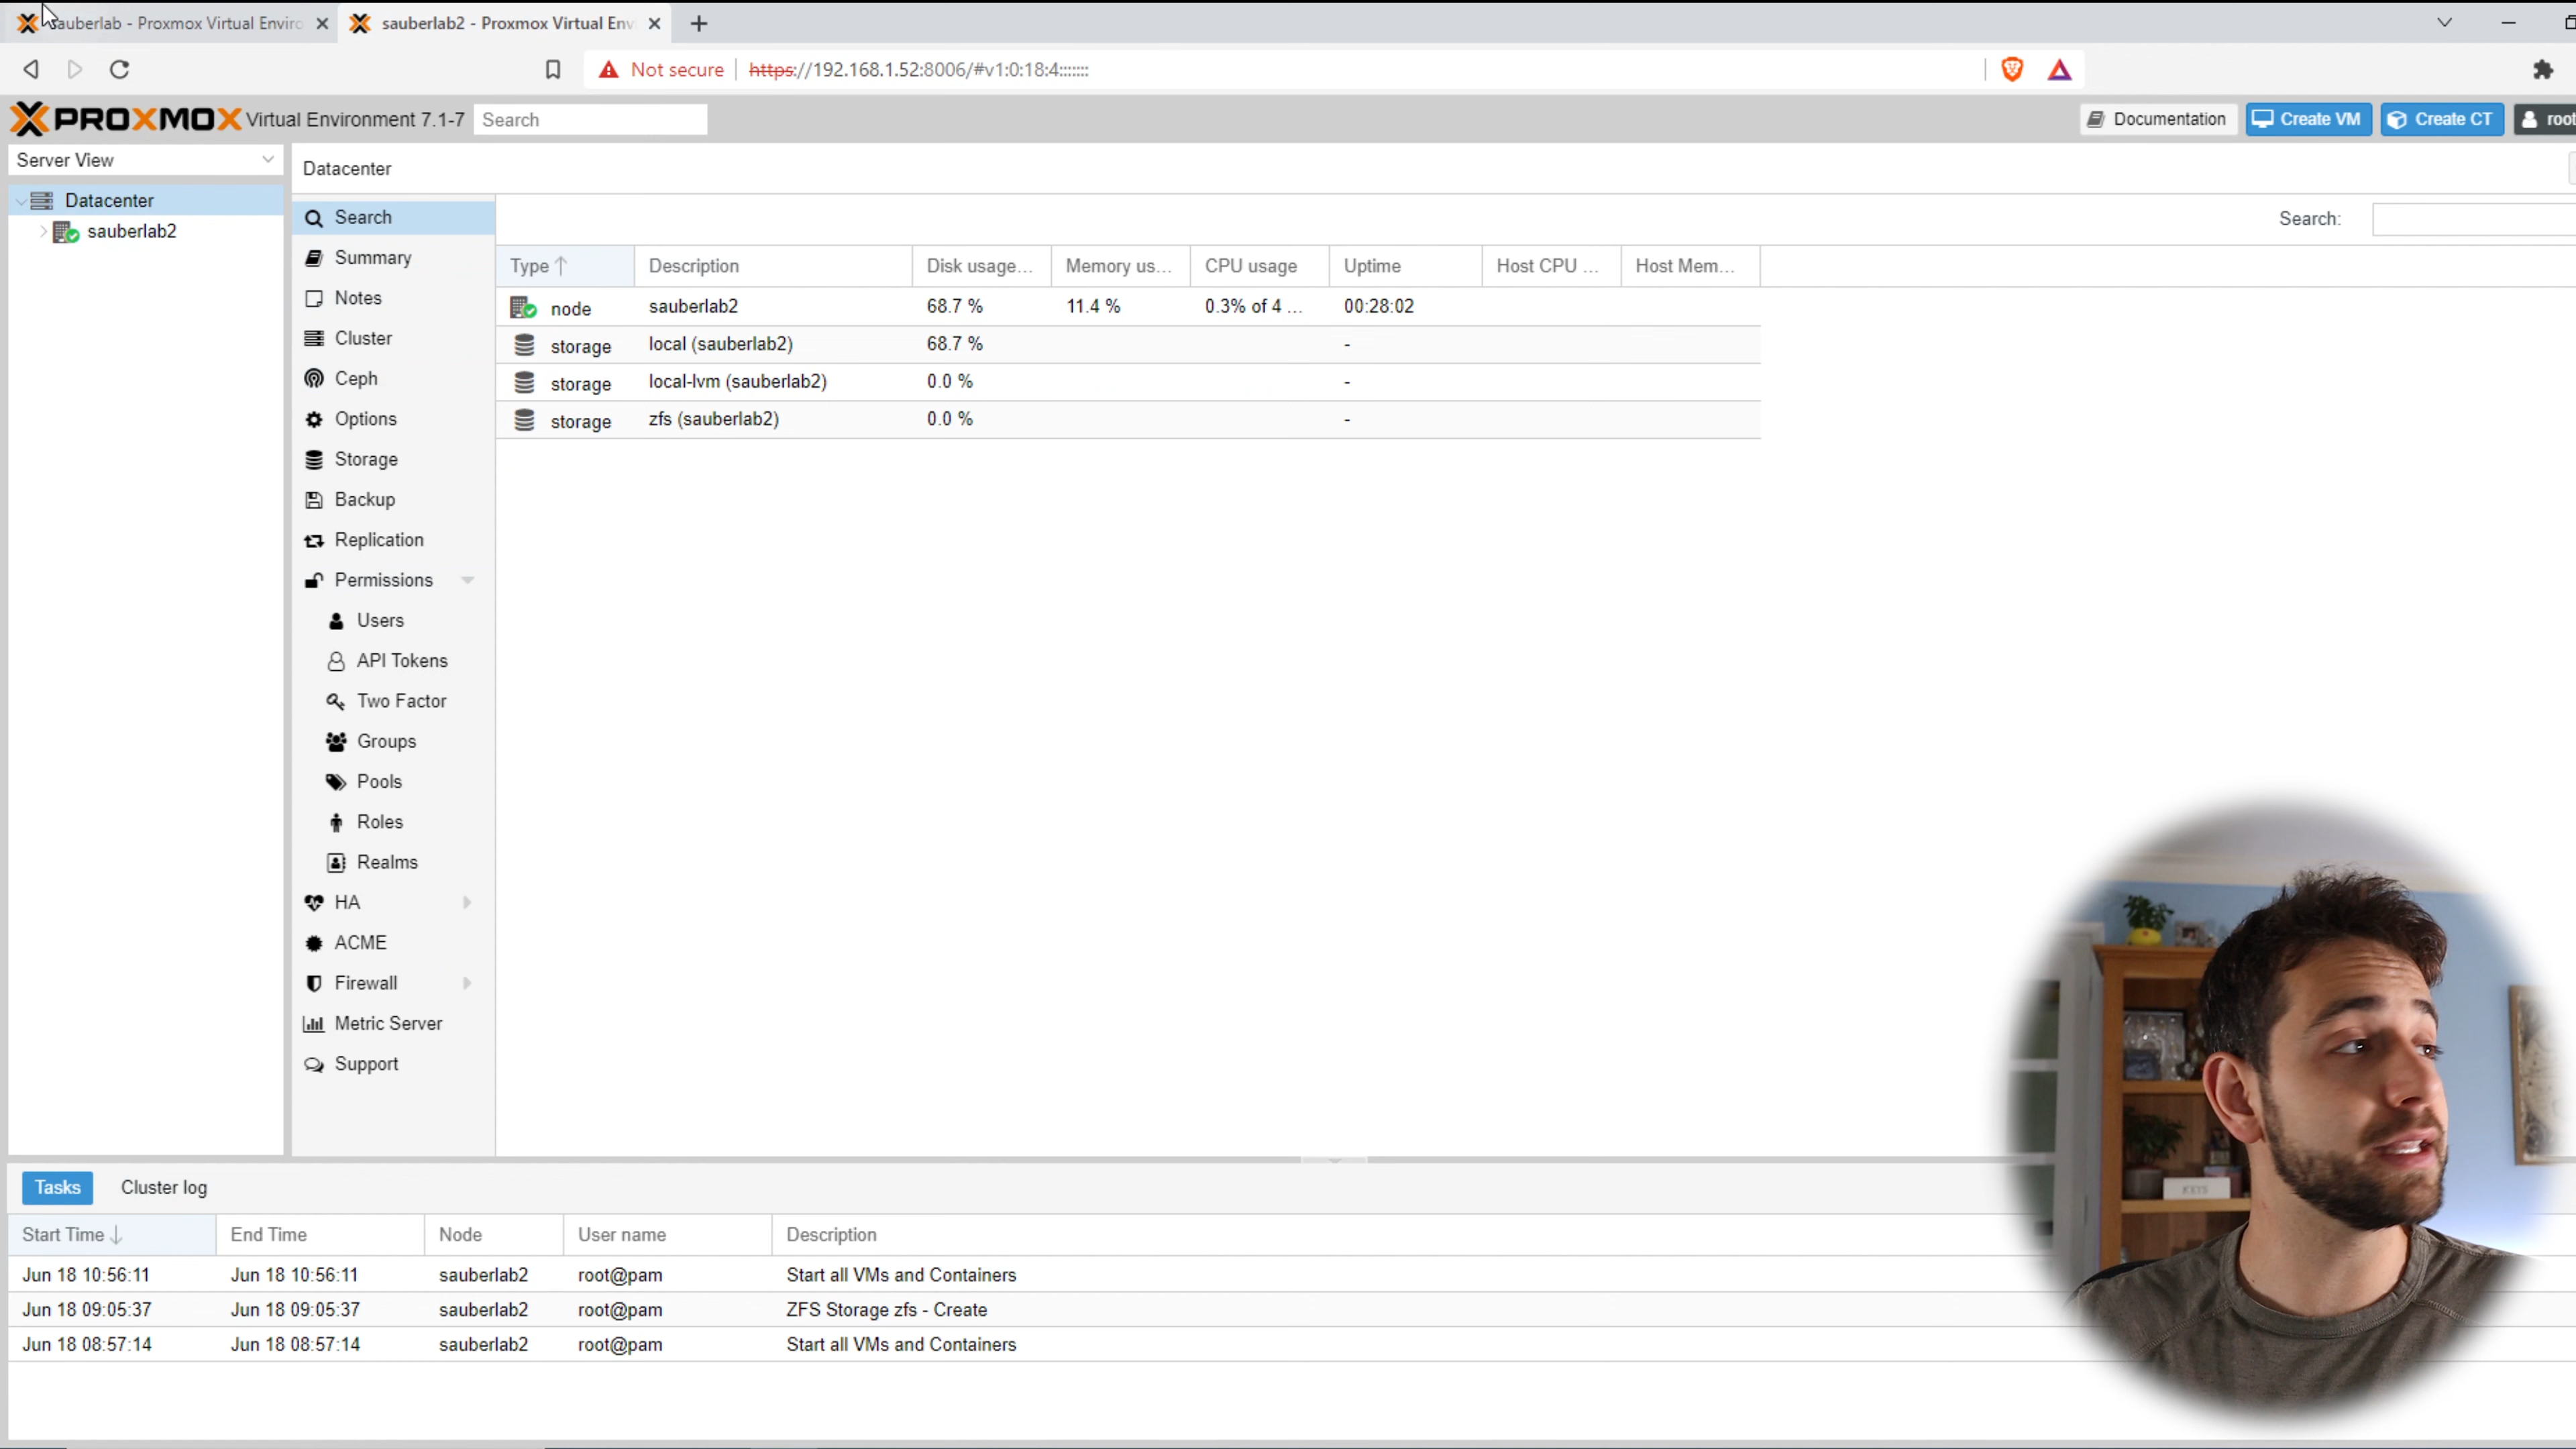 sauberlab - Proxmox Virtual Enviro
sauberlab2 - Proxmox Virtual Env
Not secure
https://192.168.1.52:8006/#v1:0:18:4:::::::
PROXMOX Virtual Environment 7.1-7
Search
Documentation
Create VM
Create CT
root
Server View
Datacenter
sauberlab2
Datacenter
Search
Summary
Notes
Cluster
Ceph
Options
Storage
Backup
Replication
Permissions
Users
API Tokens
Two Factor
Groups
Pools
Roles
Realms
HA
ACME
Firewall
Metric Server
Support
Search:
Type Description Disk usage... Memory us... CPU usage Uptime Host CPU ... Host Mem...
node sauberlab2 68.7 % 11.4 % 0.3% of 4 ... 00:28:02
storage local (sauberlab2) 68.7 % -
storage local-lvm (sauberlab2) 0.0 % -
storage zfs (sauberlab2) 0.0 % -
Tasks Cluster log
Start Time End Time Node User name Description
Jun 18 10:56:11 Jun 18 10:56:11 sauberlab2 root@pam Start all VMs and Containers
Jun 18 09:05:37 Jun 18 09:05:37 sauberlab2 root@pam ZFS Storage zfs - Create
Jun 18 08:57:14 Jun 18 08:57:14 sauberlab2 root@pam Start all VMs and Containers
KEYS